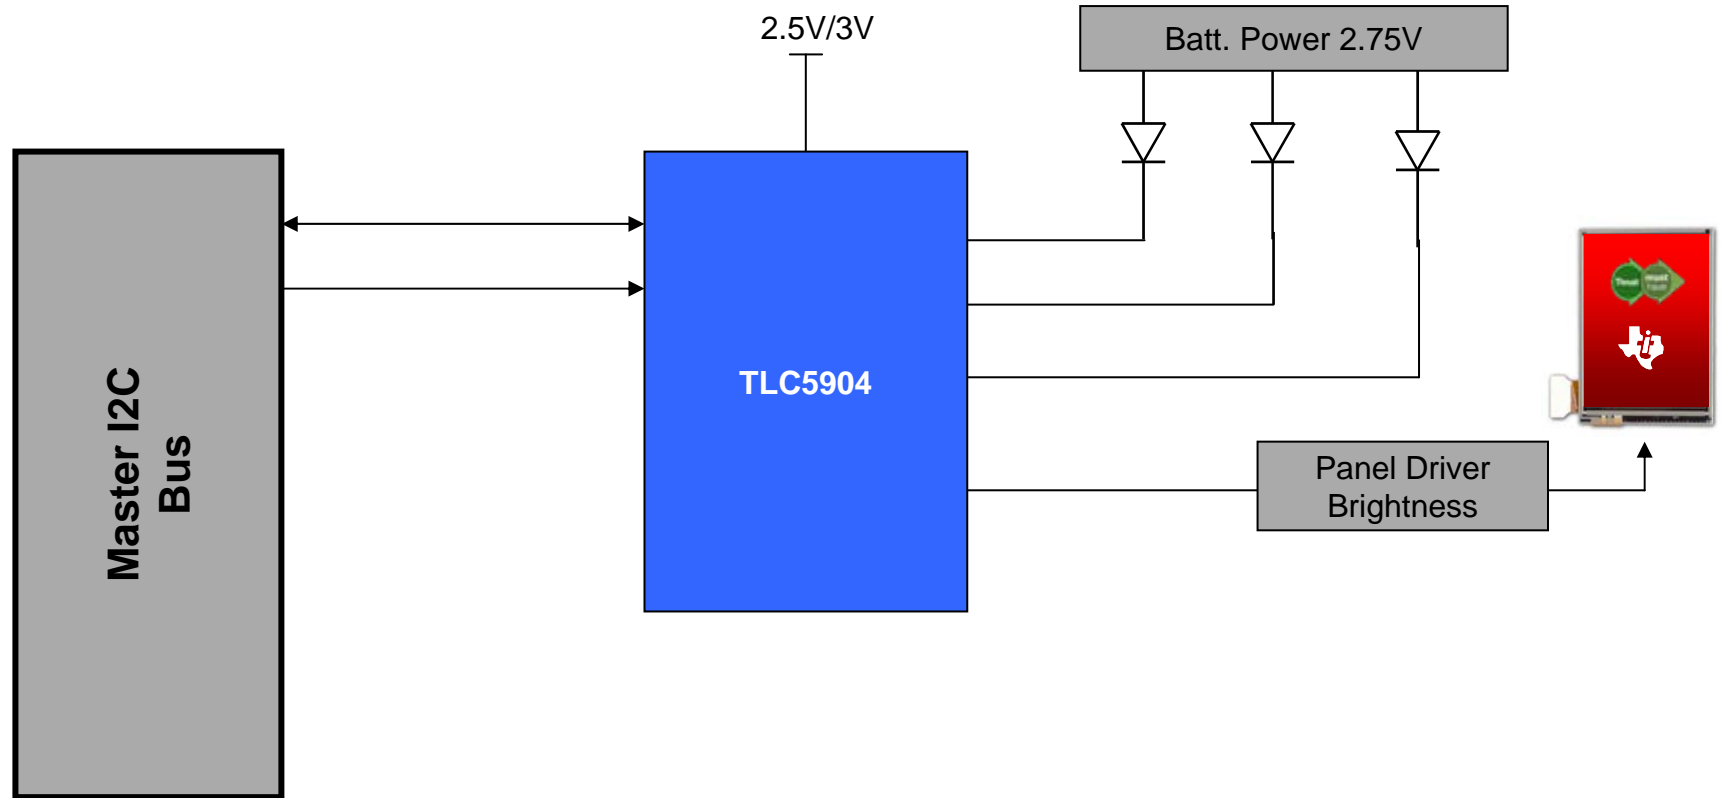 2.5V/3V
Batt. Power 2.75V
Master I2C
Bus
TLC5904
Panel Driver
Brightness